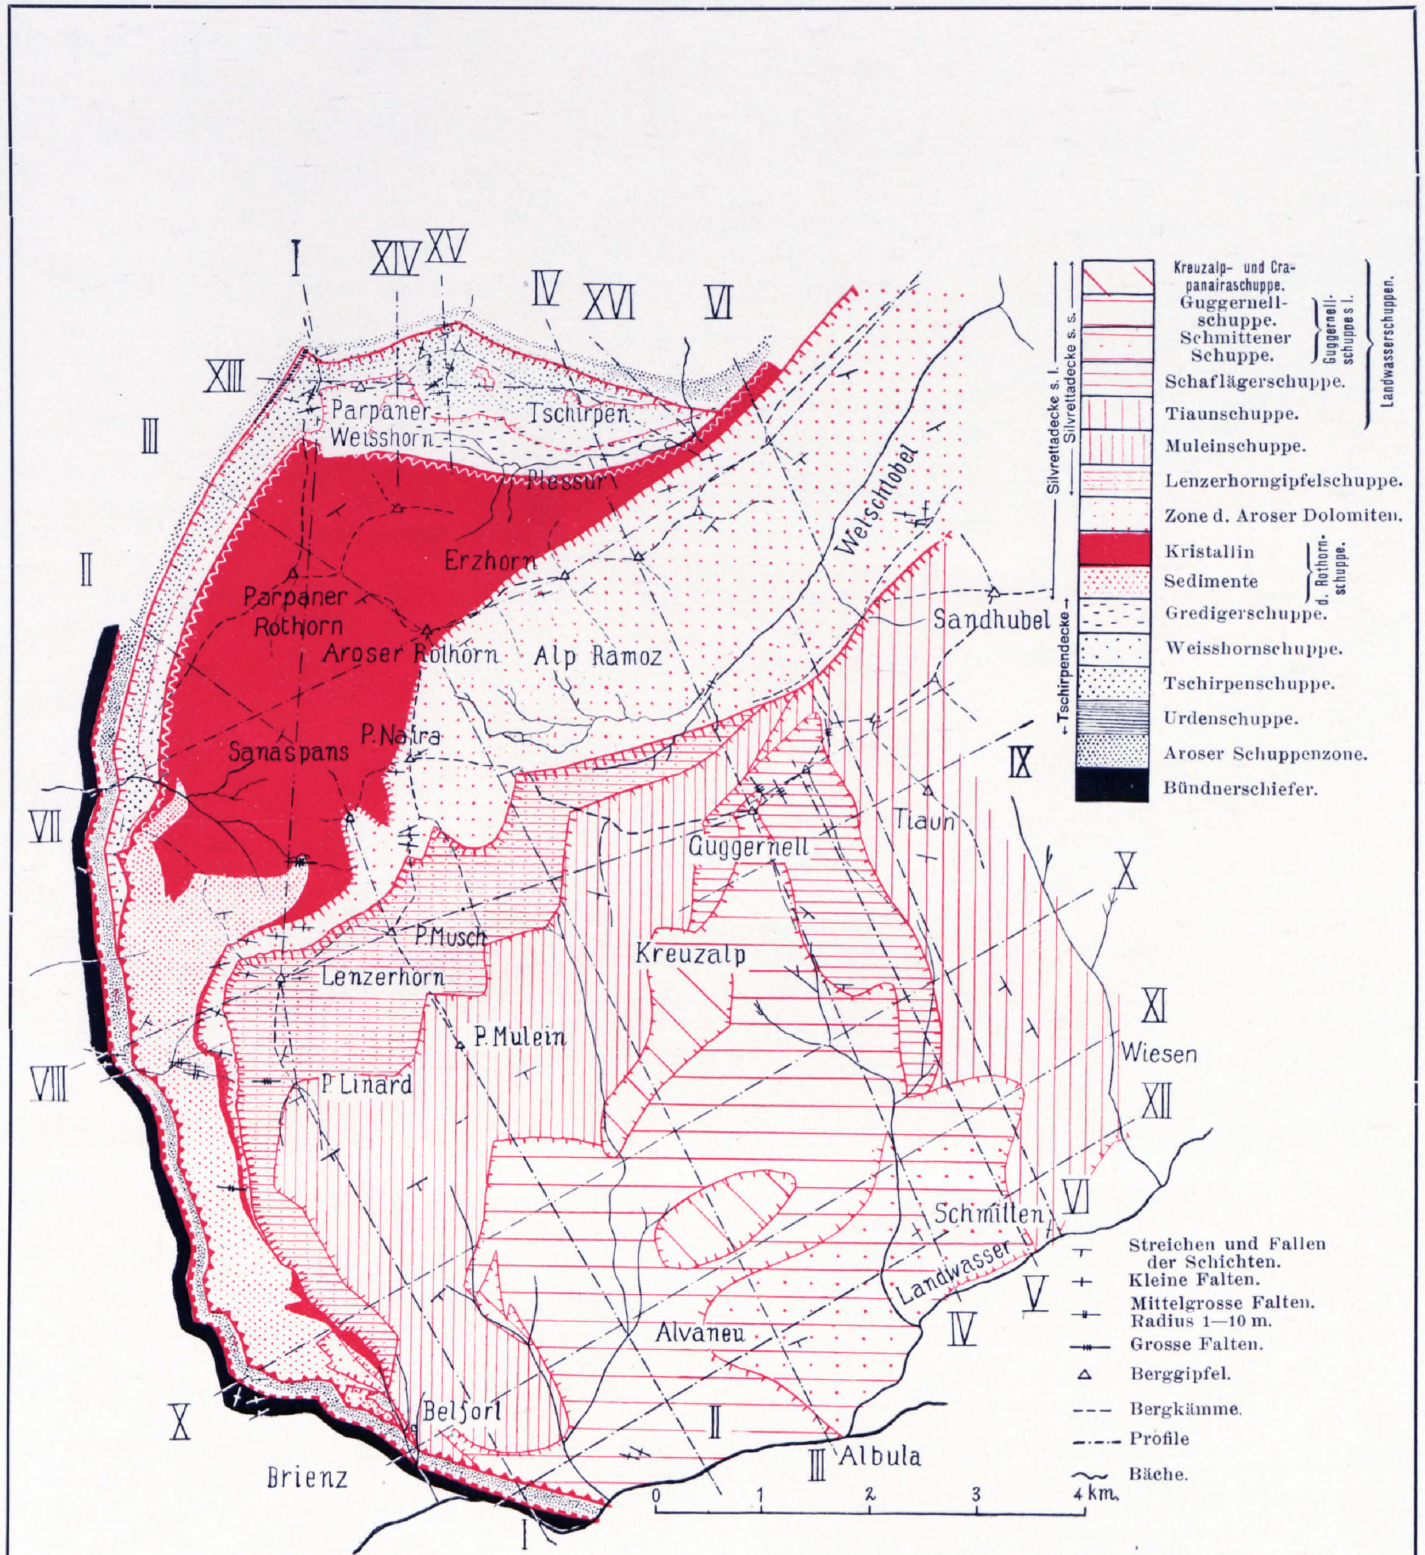 I
XIV
XV
IV
XVI
VI
XIII
III
II
Parpaner
Weisshorn
Tschirpen
Plessur
Welschtobel
Erzhorn
Parpaner
Rothorn
Aroser Rothorn
Alp Ramoz
Sandhubel
P. Naira
Sanaspans
IX
VII
Tiaun
Guggernell
X
P. Musch
Kreuzalp
Lenzerhorn
XI
P. Mulein
Wiesen
VIII
P. Linard
XII
VI
Schmitten
Landwasser
V
IV
Alvaneu
X
Belfort
II
III
Albula
Brienz
I
0 1 2 3 4 km.
Silvrettadecke s. l.
Silvrettadecke s. s.
←Tschirpendecke→
Kreuzalp- und Cra-
panairaschuppe.
Guggernell-
schuppe.
Schmittener
Schuppe.
Guggernell-
schuppe s l.
Landwasserschuppen.
Schaflägerschuppe.
Tiaunschuppe.
Muleinschuppe.
Lenzerhorngipfelschuppe.
Zone d. Aroser Dolomiten.
Kristallin
Sedimente
d. Rothorn-
schuppe.
Gredigerschuppe.
Weisshornschuppe.
Tschirpenschuppe.
Urdenschuppe.
Aroser Schuppenzone.
Bündnerschiefer.
Streichen und Fallen
der Schichten.
Kleine Falten.
Mittelgrosse Falten.
Radius 1—10 m.
Grosse Falten.
Berggipfel.
Bergkämme.
Profile
Bäche.